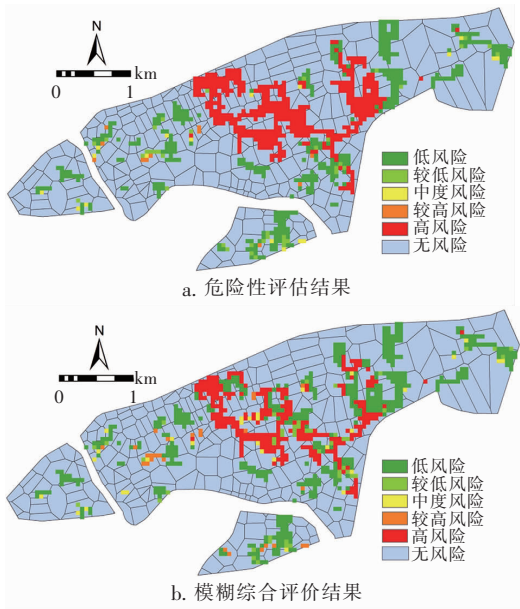 N
km
0 1
低风险
较低风险
中度风险
较高风险
高风险
无风险
a. 危险性评估结果
N
km
0 1
低风险
较低风险
中度风险
较高风险
高风险
无风险
b. 模糊综合评价结果